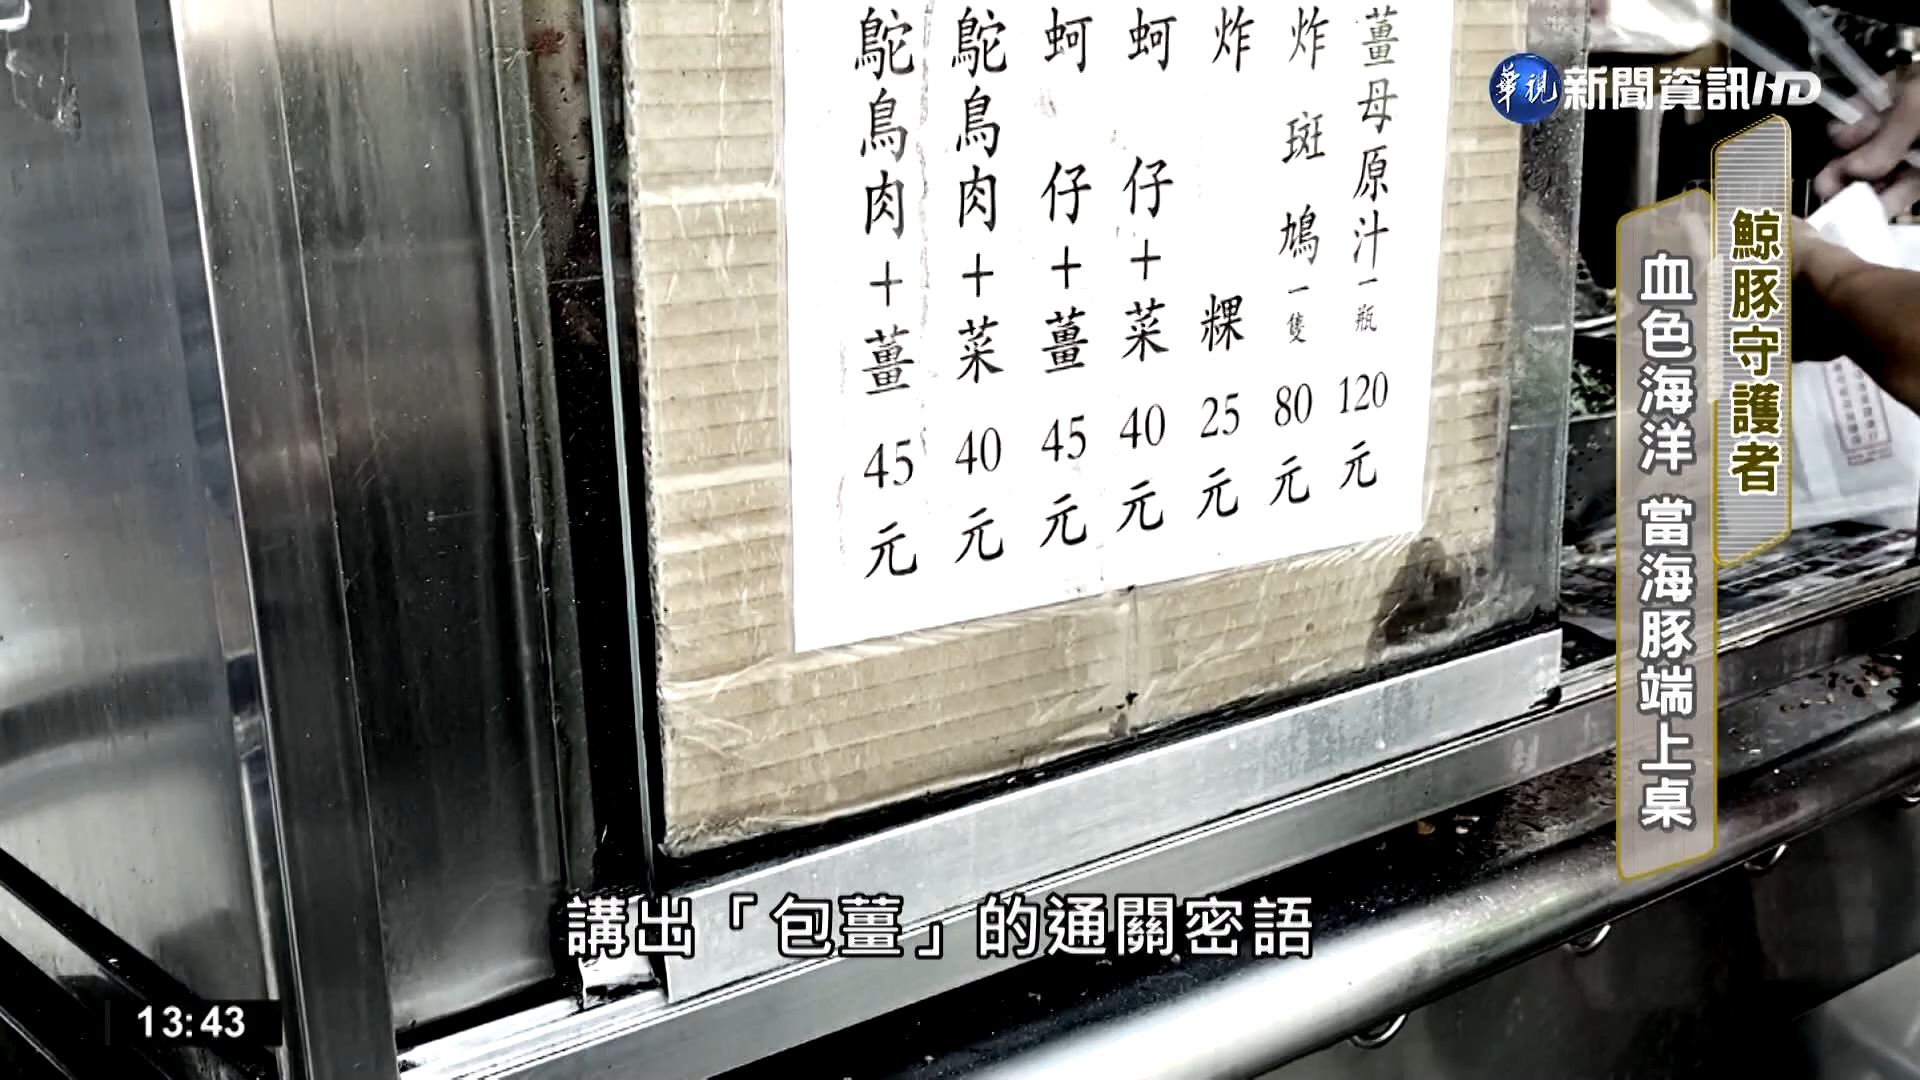 薑母原汁一瓶 120元
炸斑鳩一隻 80元
炸粿 25元
蚵仔+菜 40元
蚵仔+薑 45元
鴕鳥肉+菜 40元
鴕鳥肉+薑 45元
華視 新聞資訊HD
鯨豚守護者
血色海洋 當海豚端上桌
講出「包薑」的通關密語
13:43